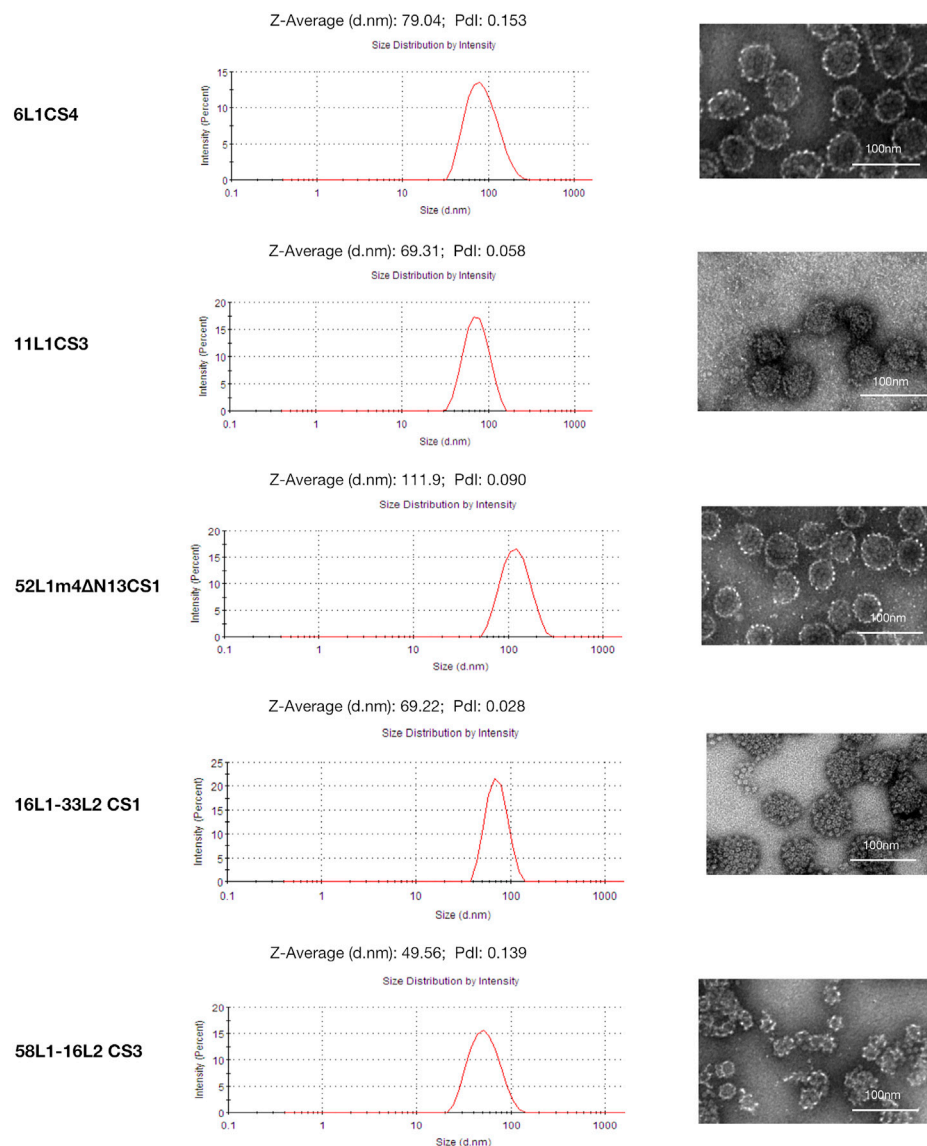 Z-Average (d.nm): 79.04; PdI: 0.153
Size Distribution by Intensity
6L1CS4
Intensity (Percent)
15
10
5
0
0.1 1 10 100 1000
Size (d.nm)
100nm
Z-Average (d.nm): 69.31; PdI: 0.058
Size Distribution by Intensity
11L1CS3
Intensity (Percent)
20
15
10
5
0
0.1 1 10 100 1000
Size (d.nm)
100nm
Z-Average (d.nm): 111.9; PdI: 0.090
Size Distribution by Intensity
52L1m4ΔN13CS1
Intensity (Percent)
20
15
10
5
0
0.1 1 10 100 1000
Size (d.nm)
100nm
Z-Average (d.nm): 69.22; PdI: 0.028
Size Distribution by Intensity
16L1-33L2 CS1
Intensity (Percent)
25
20
15
10
5
0
0.1 1 10 100 1000
Size (d.nm)
100nm
Z-Average (d.nm): 49.56; PdI: 0.139
Size Distribution by Intensity
58L1-16L2 CS3
Intensity (Percent)
20
15
10
5
0
0.1 1 10 100 1000
Size (d.nm)
100nm